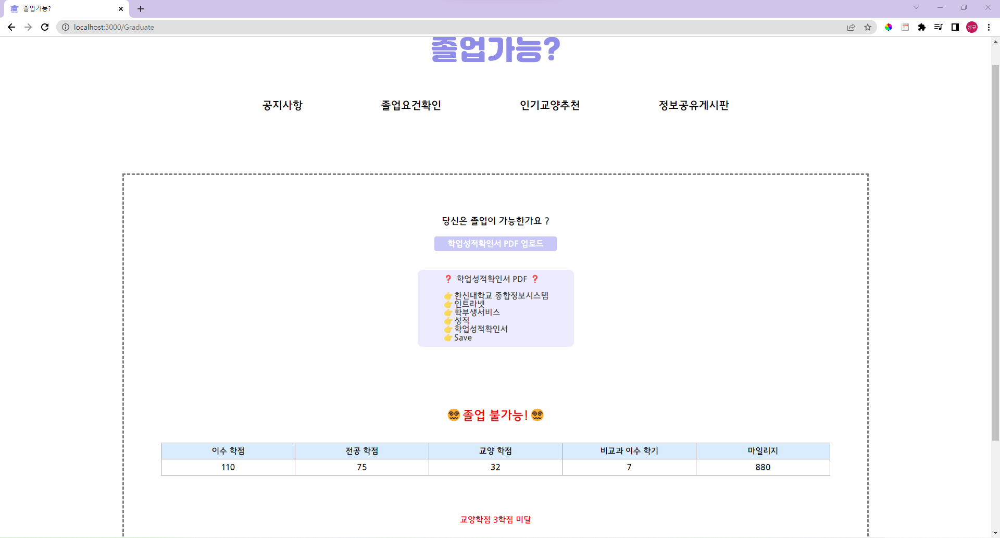 졸업가능?
localhost:3000/Graduate
성규
졸업가능?
공지사항 졸업요건확인 인기교양추천 정보공유게시판
당신은 졸업이 가능한가요 ?
학업성적확인서 PDF 업로드
❓ 학업성적확인서 PDF ❓
👉한신대학교 종합정보시스템
👉인트라넷
👉학부생서비스
👉성적
👉학업성적확인서
👉Save
😵‍💫 졸업 불가능! 😵‍💫
이수 학점 전공 학점 교양 학점 비교과 이수 학기 마일리지
110 75 32 7 880
교양학점 3학점 미달